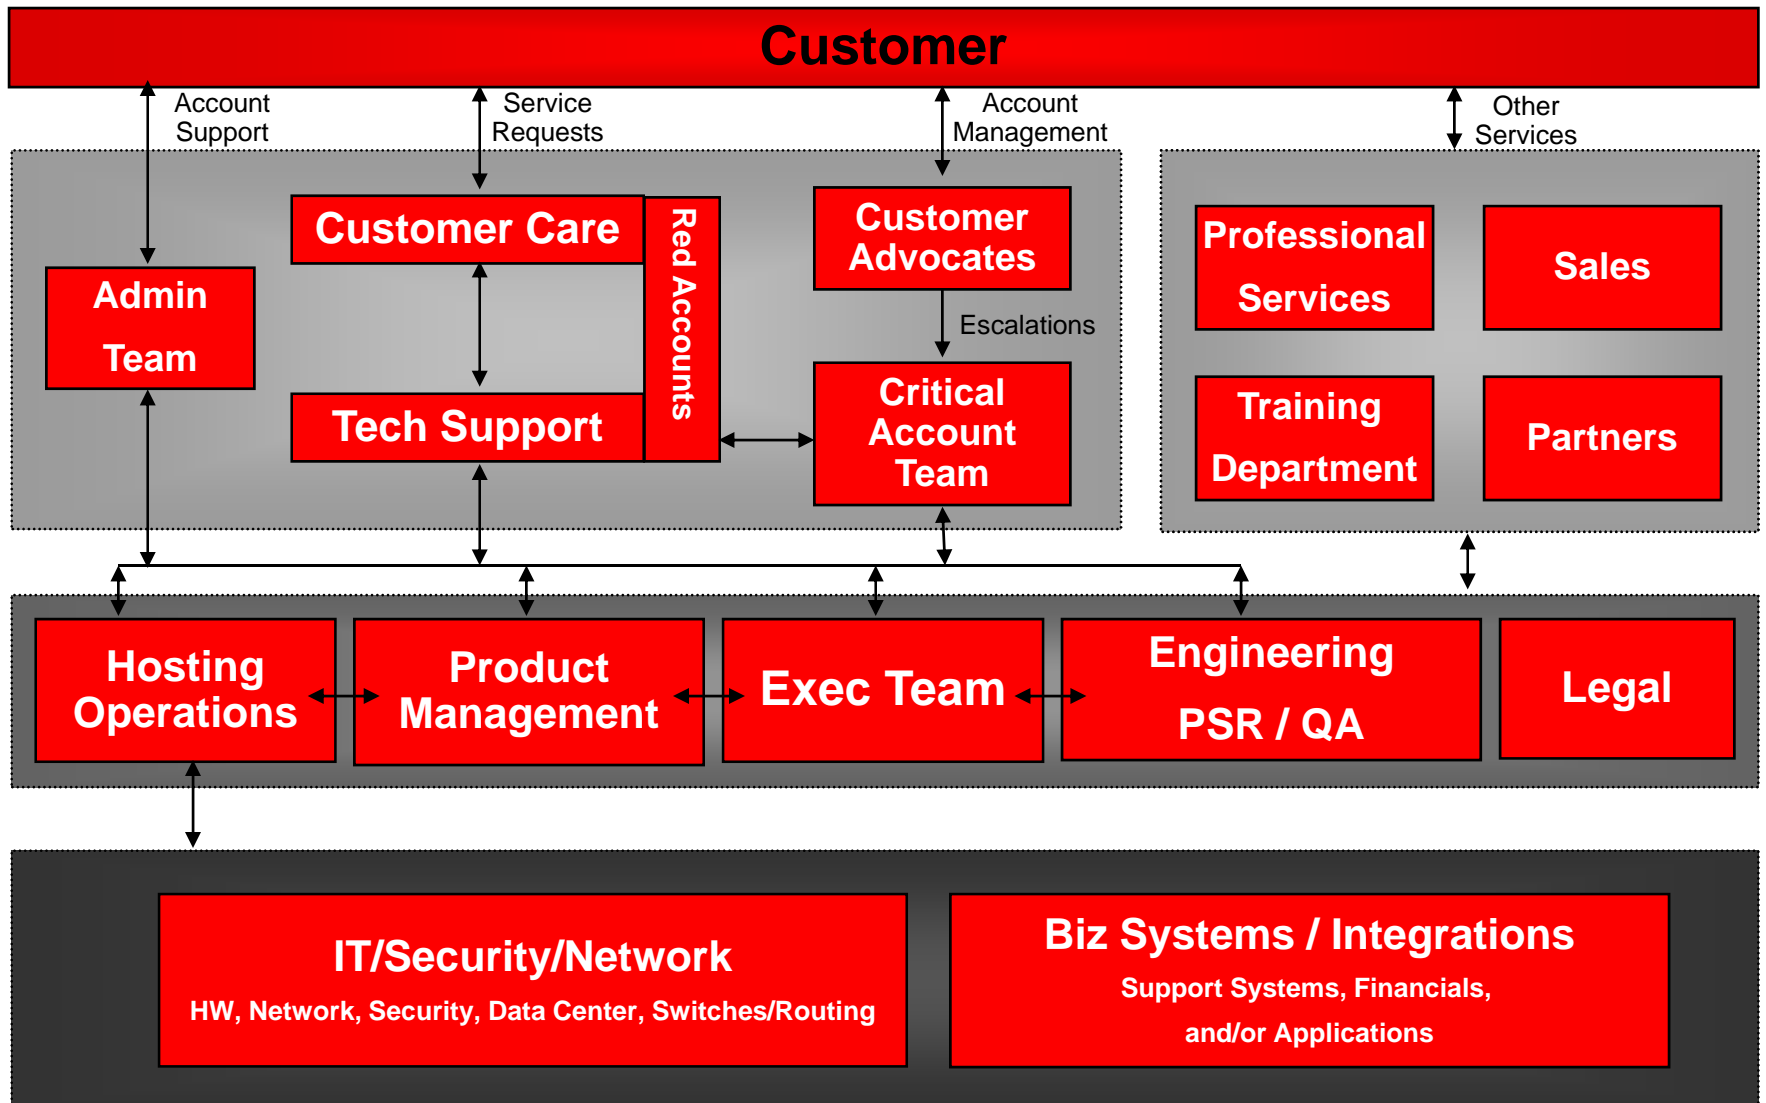 Customer
Account
Support
Service
Requests
Account
Management
Other
Services
Admin
Team
Customer Care
Tech Support
Red Accounts
Customer
Advocates
Escalations
Critical
Account
Team
Professional
Services
Sales
Training
Department
Partners
Hosting
Operations
Product
Management
Exec Team
Engineering
PSR / QA
Legal
IT/Security/Network
HW, Network, Security, Data Center, Switches/Routing
Biz Systems / Integrations
Support Systems, Financials,
and/or Applications